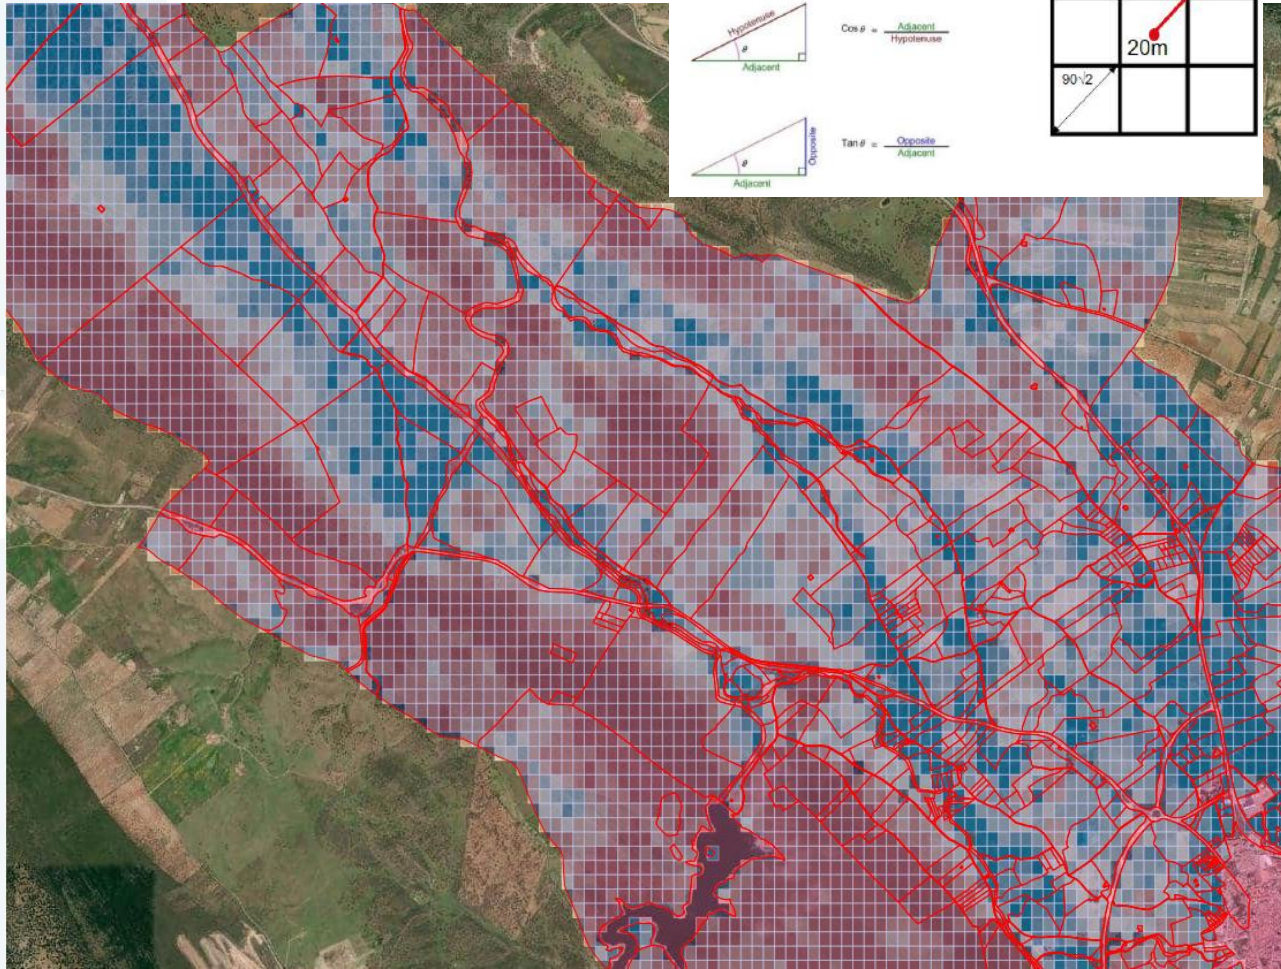 Hypotenuse
θ
Adjacent
Cos θ = Adjacent
Hypotenuse
20m
90√2
Opposite
θ
Adjacent
Tan θ = Opposite
Adjacent